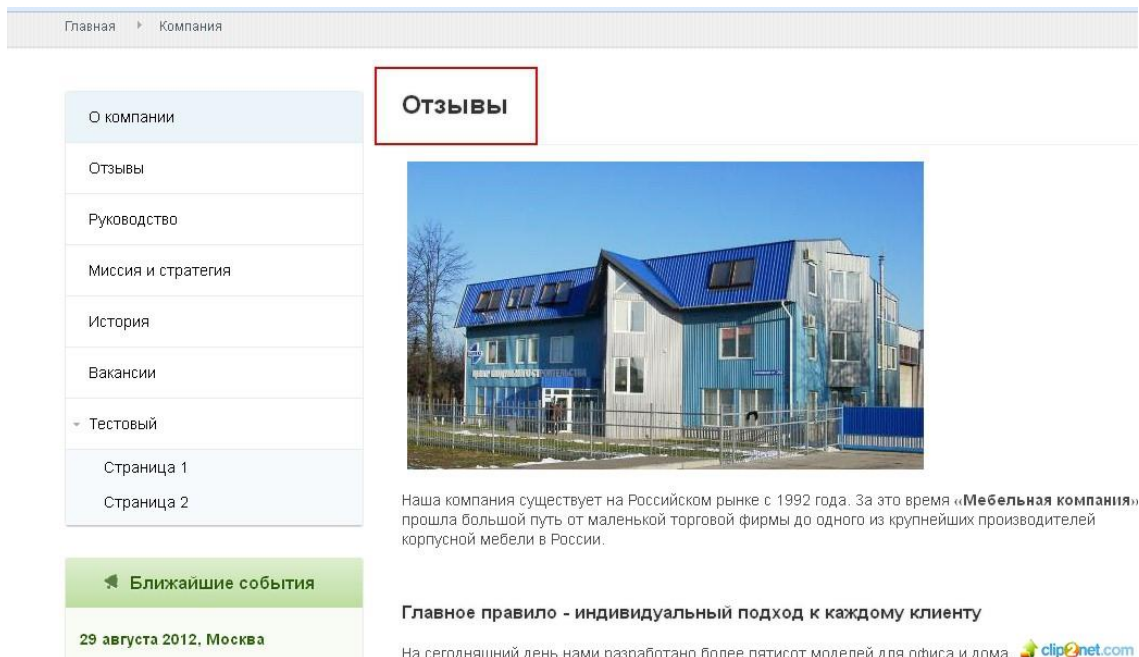 Главная
Компания
О компании
Отзывы
Руководство
Миссия и стратегия
История
Вакансии
Тестовый
Страница 1
Страница 2
Ближайшие события
29 августа 2012, Москва
Отзывы
Наша компания существует на Российском рынке с 1992 года. За это время «Мебельная компания»
прошла большой путь от маленькой торговой фирмы до одного из крупнейших производителей
корпусной мебели в России.
Главное правило - индивидуальный подход к каждому клиенту
На сегодняшний день нами разработано более пятисот моделей для офиса и дома.
clip2net.com